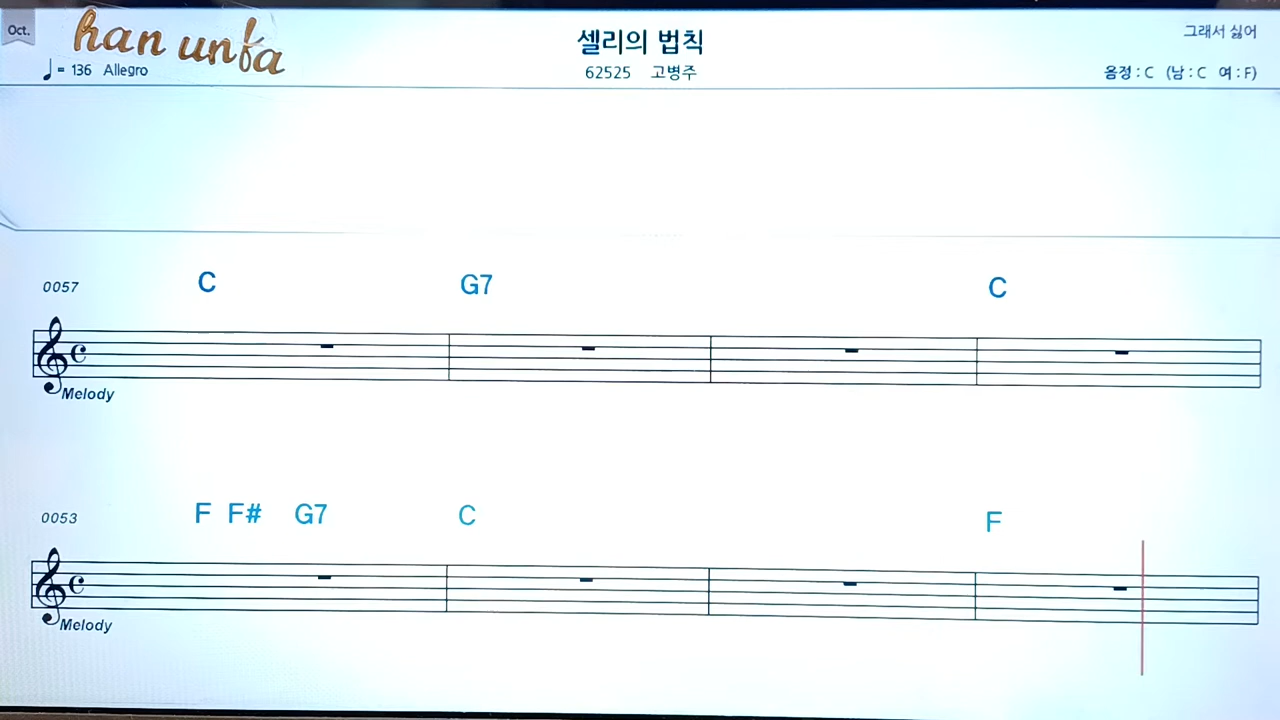 Oct.
han unfa
셀리의 법칙
그래서 싫어
♩= 136 Allegro
62525 고병주
음정 : C (남 : C 여 : F)
0057
C G7 C
Melody
0053
F F# G7 C F
Melody